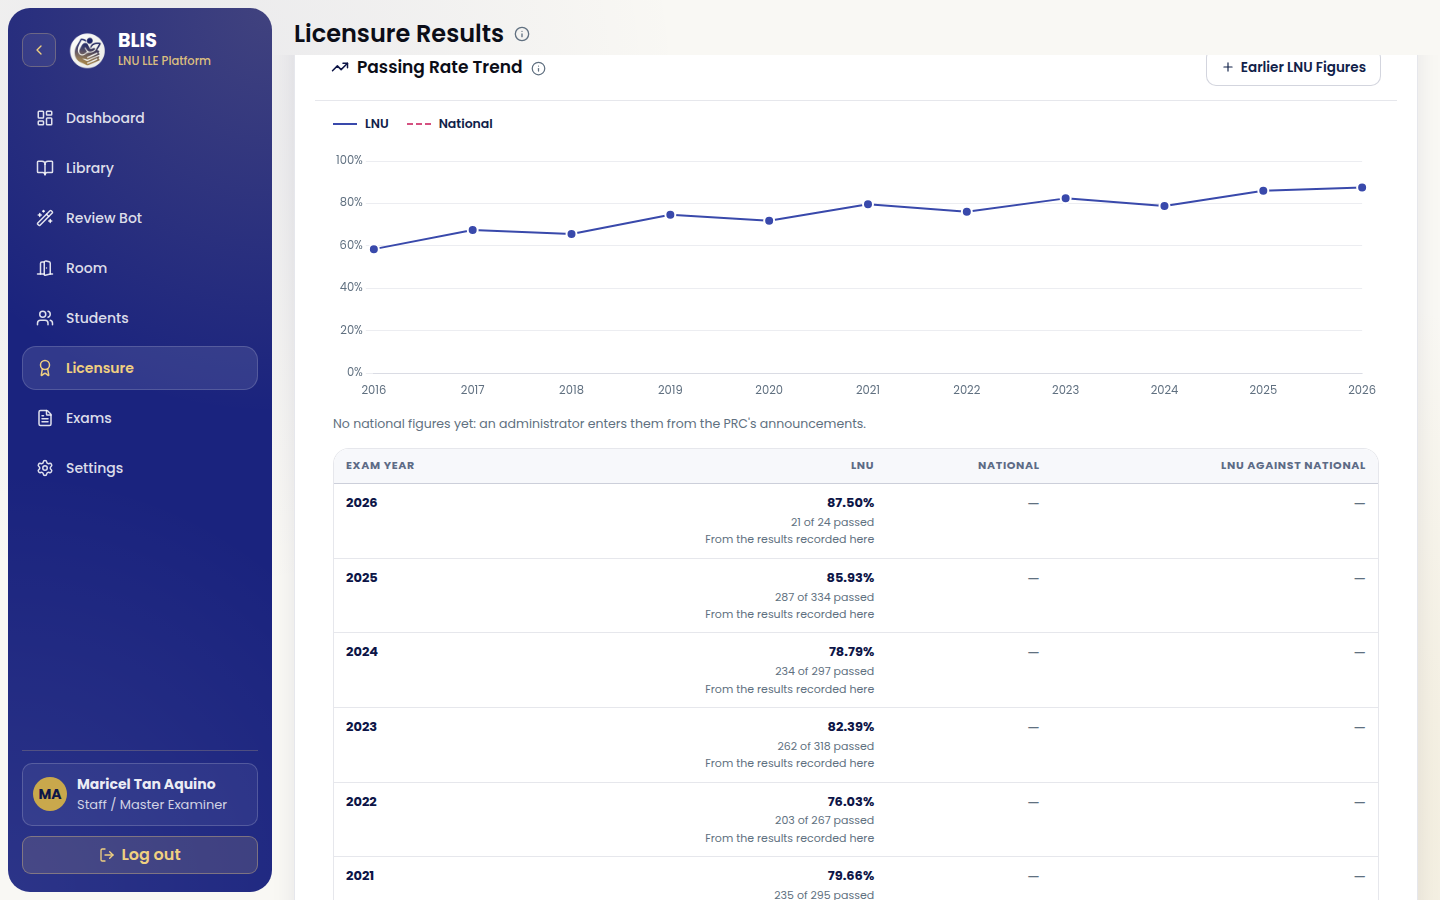 BLIS
LNU LLE Platform
Dashboard
Library
Review Bot
Room
Students
Licensure
Exams
Settings
MA
Maricel Tan Aquino
Staff / Master Examiner
Log out
Licensure Results
Passing Rate Trend
Earlier LNU Figures
LNU
National
100%
80%
60%
40%
20%
0%
2016 2017 2018 2019 2020 2021 2022 2023 2024 2025 2026
No national figures yet: an administrator enters them from the PRC's announcements.
EXAM YEAR LNU NATIONAL LNU AGAINST NATIONAL
2026 87.50% — —
21 of 24 passed
From the results recorded here
2025 85.93% — —
287 of 334 passed
From the results recorded here
2024 78.79% — —
234 of 297 passed
From the results recorded here
2023 82.39% — —
262 of 318 passed
From the results recorded here
2022 76.03% — —
203 of 267 passed
From the results recorded here
2021 79.66% — —
235 of 295 passed